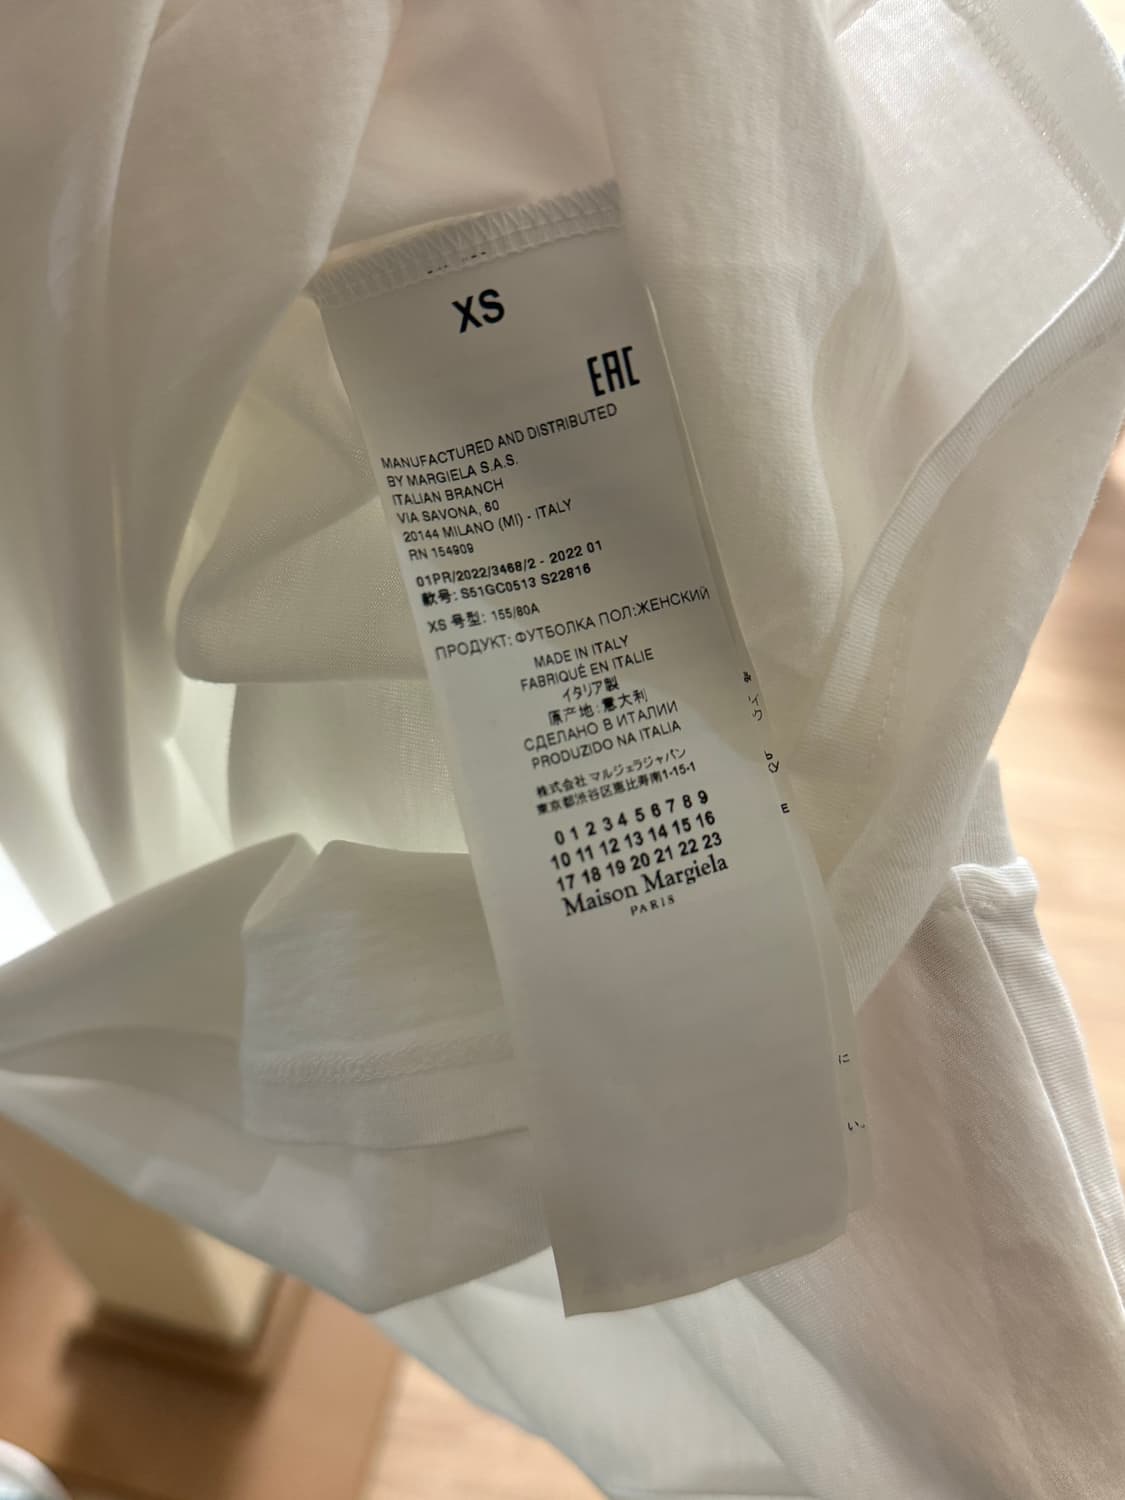 XS
EAC
MANUFACTURED AND DISTRIBUTED
BY MARGIELA S.A.S.
ITALIAN BRANCH
VIA SAVONA, 60
20144 MILANO (MI) - ITALY
RN 154909
01PR/2022/3468/2 - 2022 01
款号: S51GC0513 S22816
XS 号型: 155/80A
ПРОДУКТ: ФУТБОЛКА ПОЛ:ЖЕНСКИЙ
MADE IN ITALY
FABRIQUÉ EN ITALIE
イタリア製
原产地:意大利
СДЕЛАНО В ИТАЛИИ
PRODUZIDO NA ITALIA
株式会社 マルジェラジャパン
東京都渋谷区恵比寿南1-15-1
0 1 2 3 4 5 6 7 8 9
10 11 12 13 14 15 16
17 18 19 20 21 22 23
Maison Margiela
PARIS